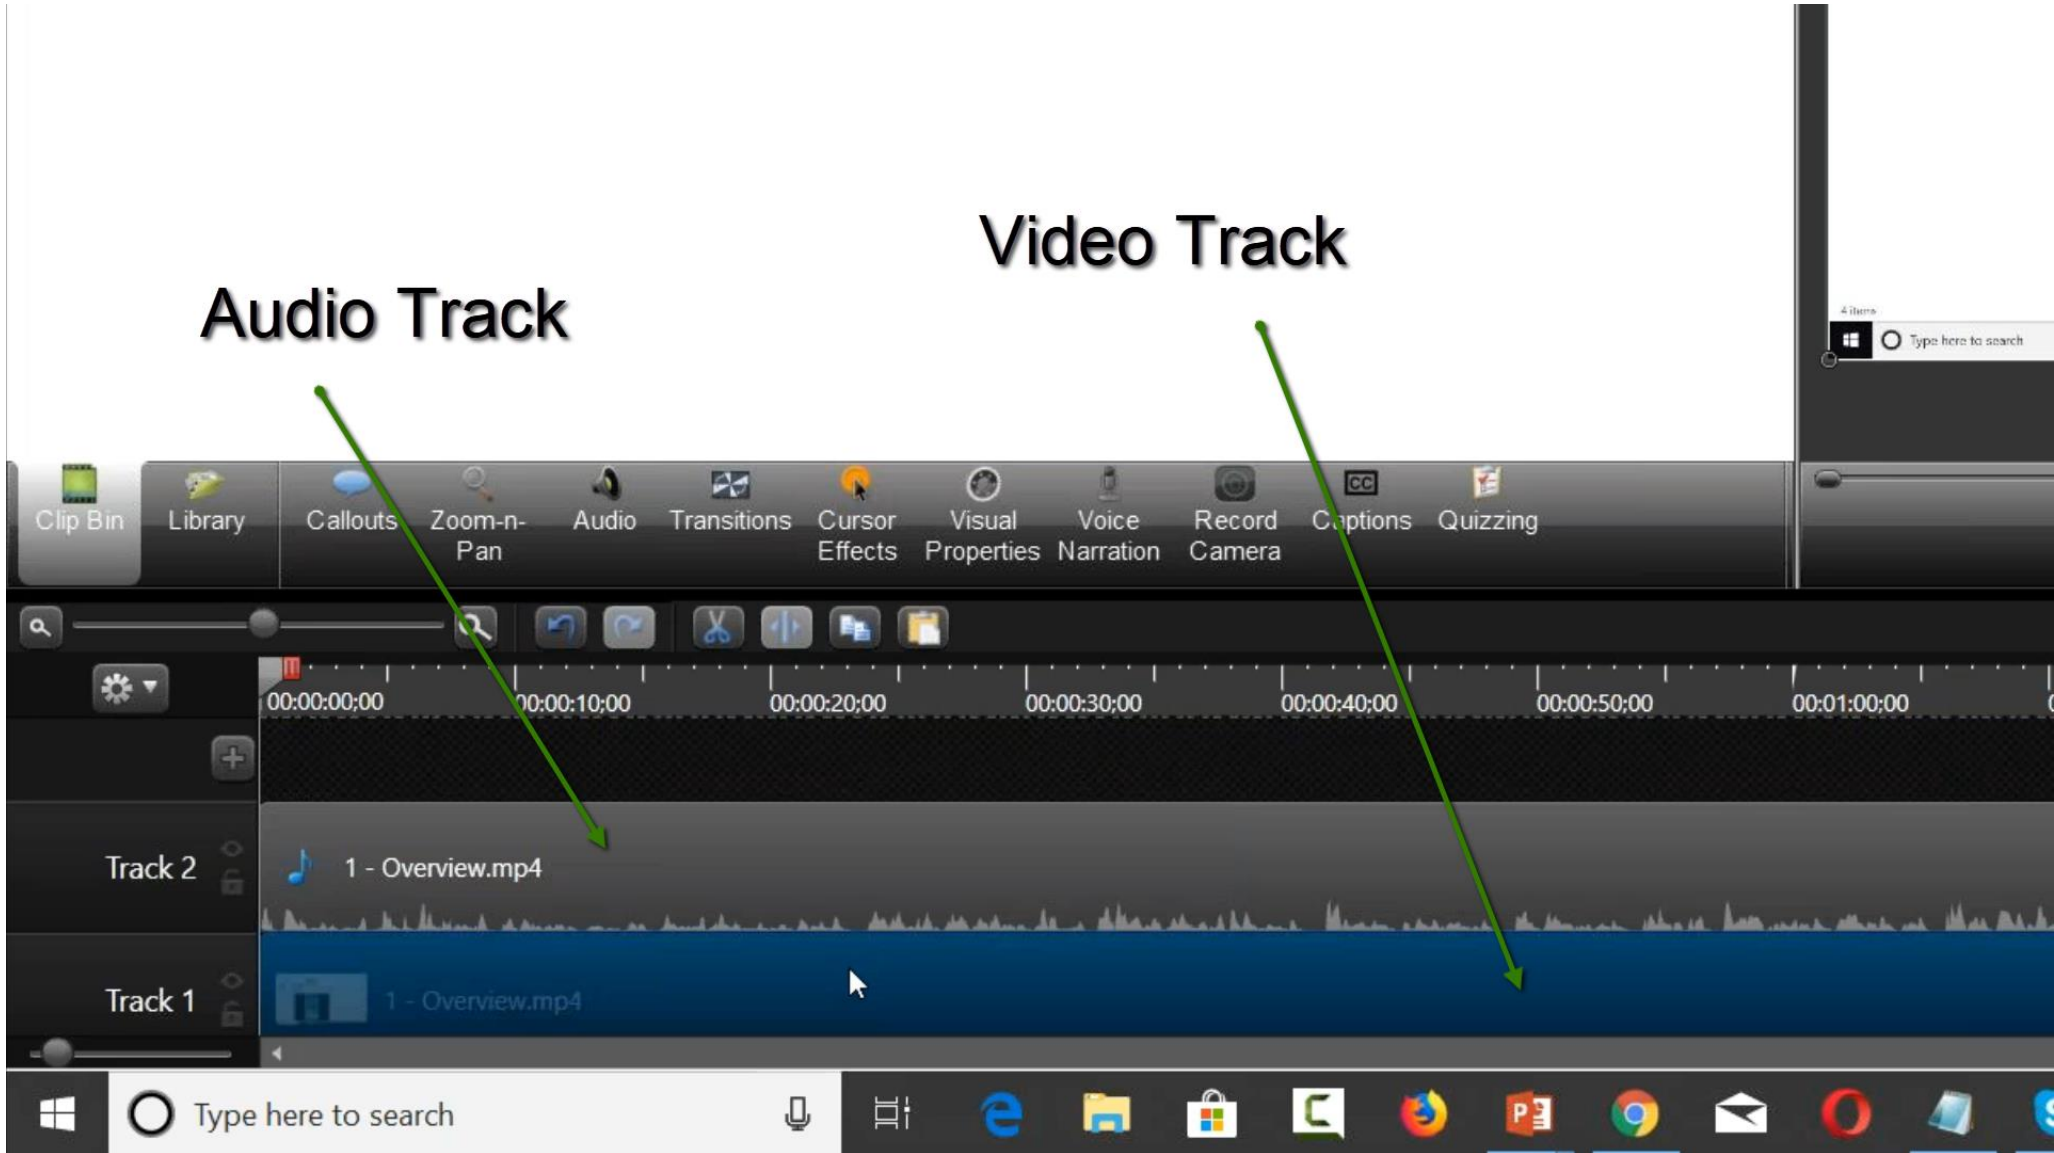 Video Track
Audio Track
4 items
Type here to search
Clip Bin
Library
Callouts
Zoom-n-
Pan
Audio
Transitions
Cursor
Effects
Visual
Properties
Voice
Narration
Record
Camera
CC
Captions
Quizzing
00:00:00;00
00:00:10;00
00:00:20;00
00:00:30;00
00:00:40;00
00:00:50;00
00:01:00;00
Track 2
1 - Overview.mp4
Track 1
1 - Overview.mp4
Type here to search